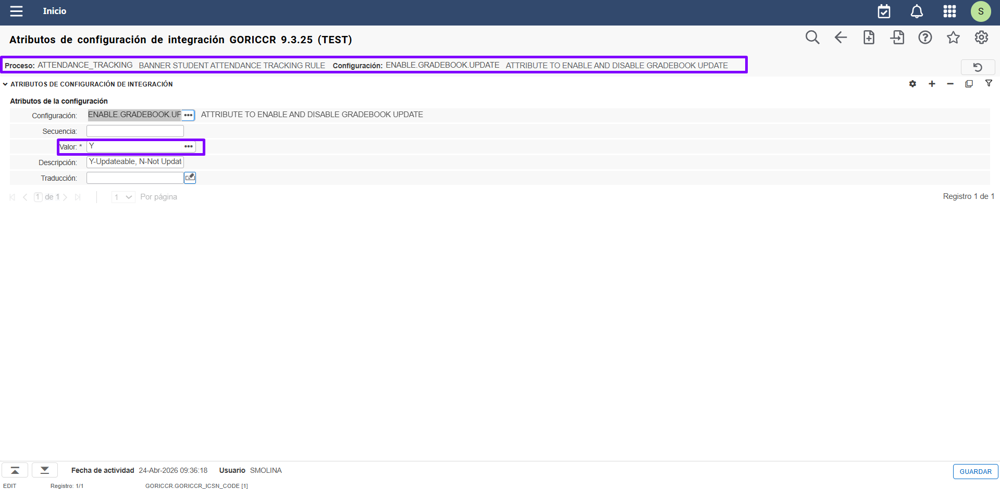 Inicio
S
Atributos de configuración de integración GORICCR 9.3.25 (TEST)
Proceso: ATTENDANCE_TRACKING BANNER STUDENT ATTENDANCE TRACKING RULE Configuración: ENABLE.GRADEBOOK.UPDATE ATTRIBUTE TO ENABLE AND DISABLE GRADEBOOK UPDATE
ATRIBUTOS DE CONFIGURACIÓN DE INTEGRACIÓN
Atributos de la configuración
Configuración: ENABLE.GRADEBOOK.UP ATTRIBUTE TO ENABLE AND DISABLE GRADEBOOK UPDATE
Secuencia:
Valor: * Y
Descripción: Y-Updateable, N-Not Updat
Traducción:
1 de 1 1 Por página Registro 1 de 1
Fecha de actividad 24-Abr-2026 09:36:18 Usuario SMOLINA GUARDAR
EDIT Registro: 1/1 GORICCR.GORICCR_ICSN_CODE [1]